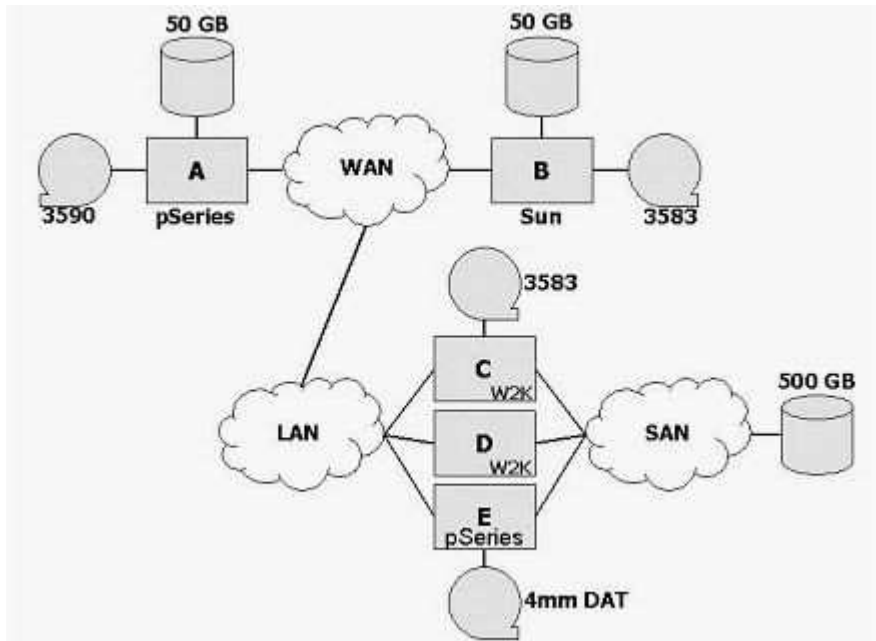 50 GB
50 GB
A
WAN
B
3590
pSeries
Sun
3583
3583
C
W2K
500 GB
LAN
D
W2K
SAN
E
pSeries
4mm DAT